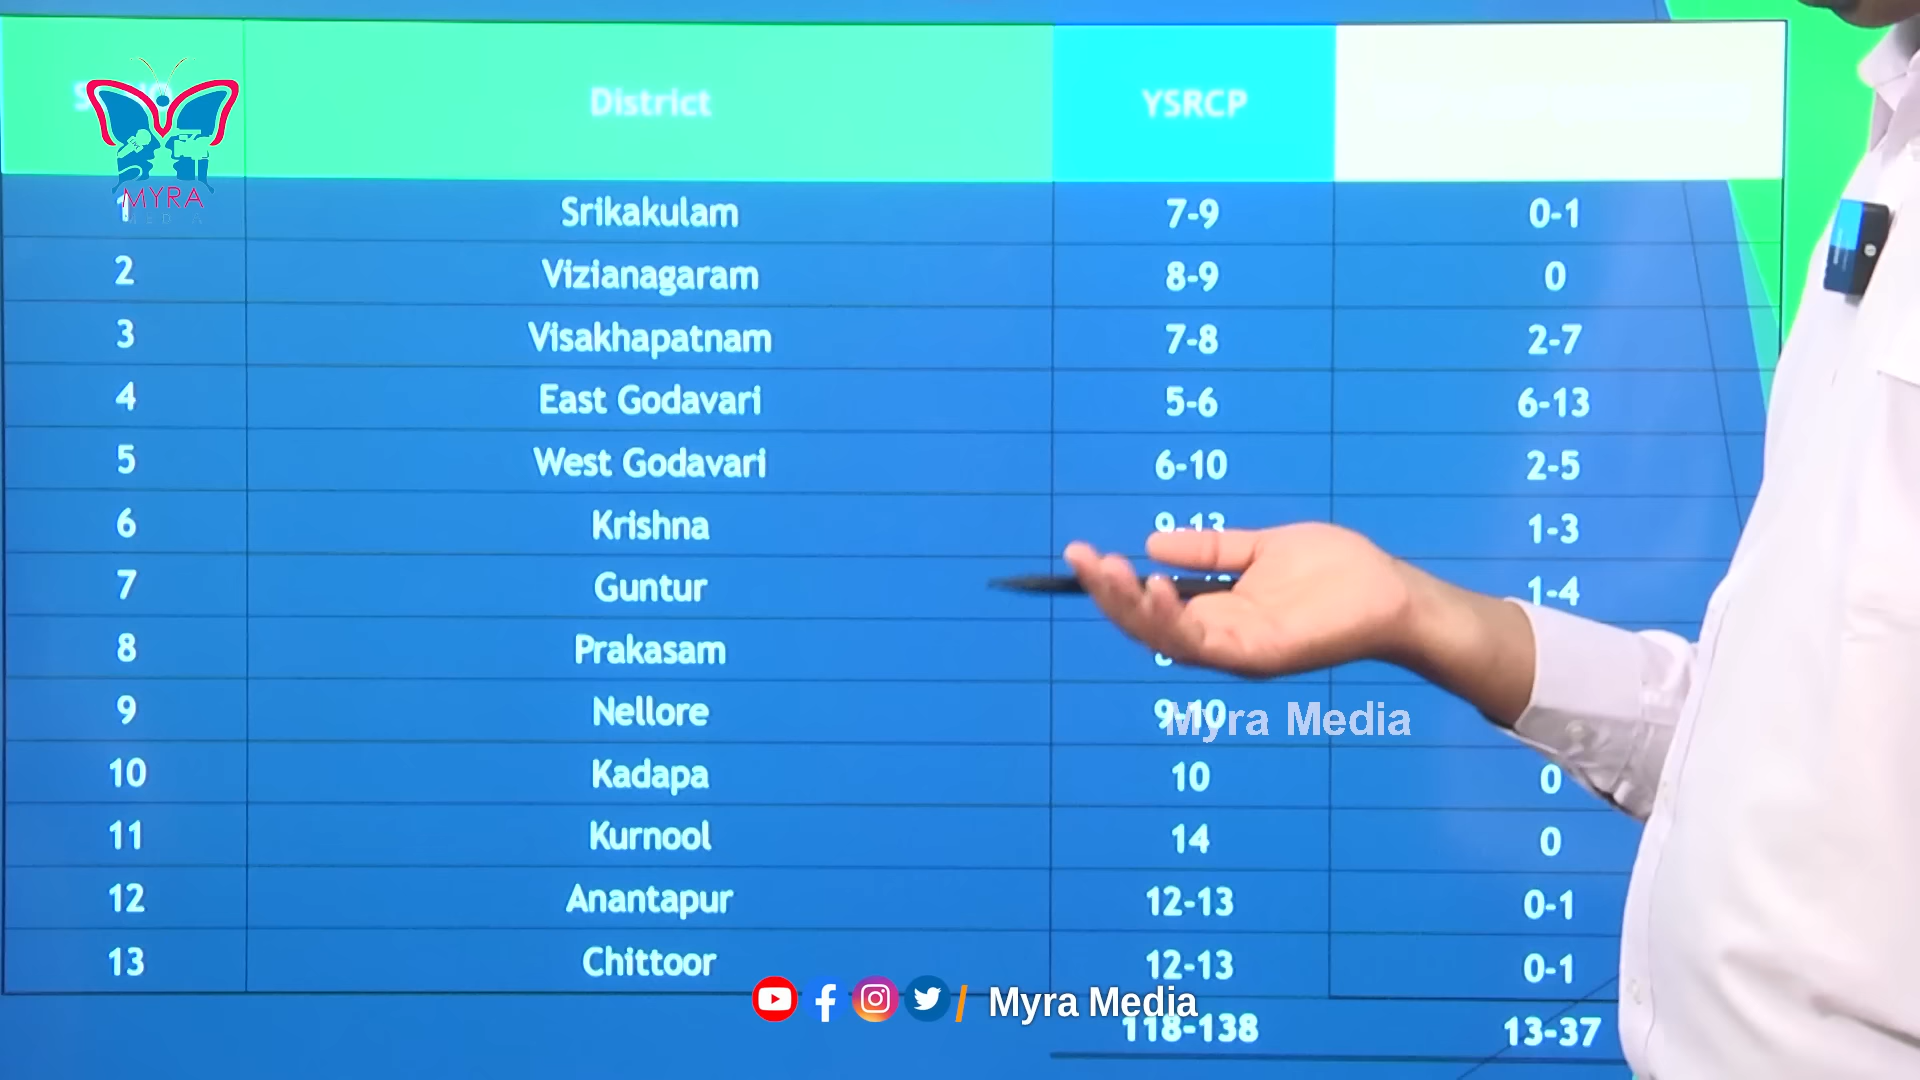 District YSRCP
MYRA
MEDIA
1 Srikakulam 7-9 0-1
2 Vizianagaram 8-9 0
3 Visakhapatnam 7-8 2-7
4 East Godavari 5-6 6-13
5 West Godavari 6-10 2-5
6 Krishna 9-13 1-3
7 Guntur 1-4
8 Prakasam
9 Nellore 9-10
Myra Media
10 Kadapa 10 0
11 Kurnool 14 0
12 Anantapur 12-13 0-1
13 Chittoor 12-13 0-1
/ Myra Media
118-138 13-37